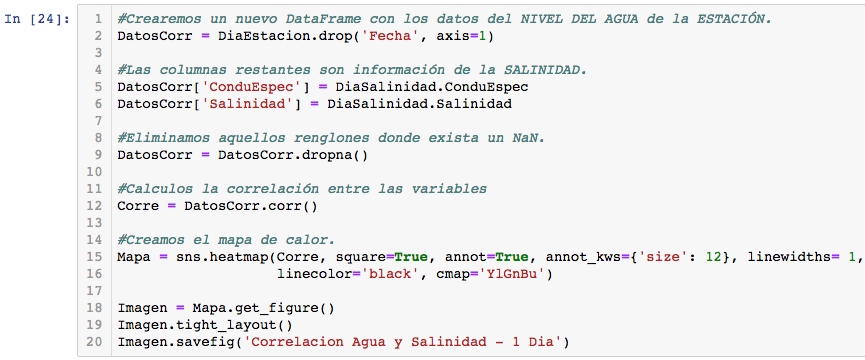 In [24]:
1 #Crearemos un nuevo DataFrame con los datos del NIVEL DEL AGUA de la ESTACIÓN.
2 DatosCorr = DiaEstacion.drop('Fecha', axis=1)
3
4 #Las columnas restantes son información de la SALINIDAD.
5 DatosCorr['ConduEspec'] = DiaSalinidad.ConduEspec
6 DatosCorr['Salinidad'] = DiaSalinidad.Salinidad
7
8 #Eliminamos aquellos renglones donde exista un NaN.
9 DatosCorr = DatosCorr.dropna()
10
11 #Calculos la correlación entre las variables
12 Corre = DatosCorr.corr()
13
14 #Creamos el mapa de calor.
15 Mapa = sns.heatmap(Corre, square=True, annot=True, annot_kws={'size': 12}, linewidths= 1,
16                    linecolor='black', cmap='YlGnBu')
17
18 Imagen = Mapa.get_figure()
19 Imagen.tight_layout()
20 Imagen.savefig('Correlacion Agua y Salinidad - 1 Dia')